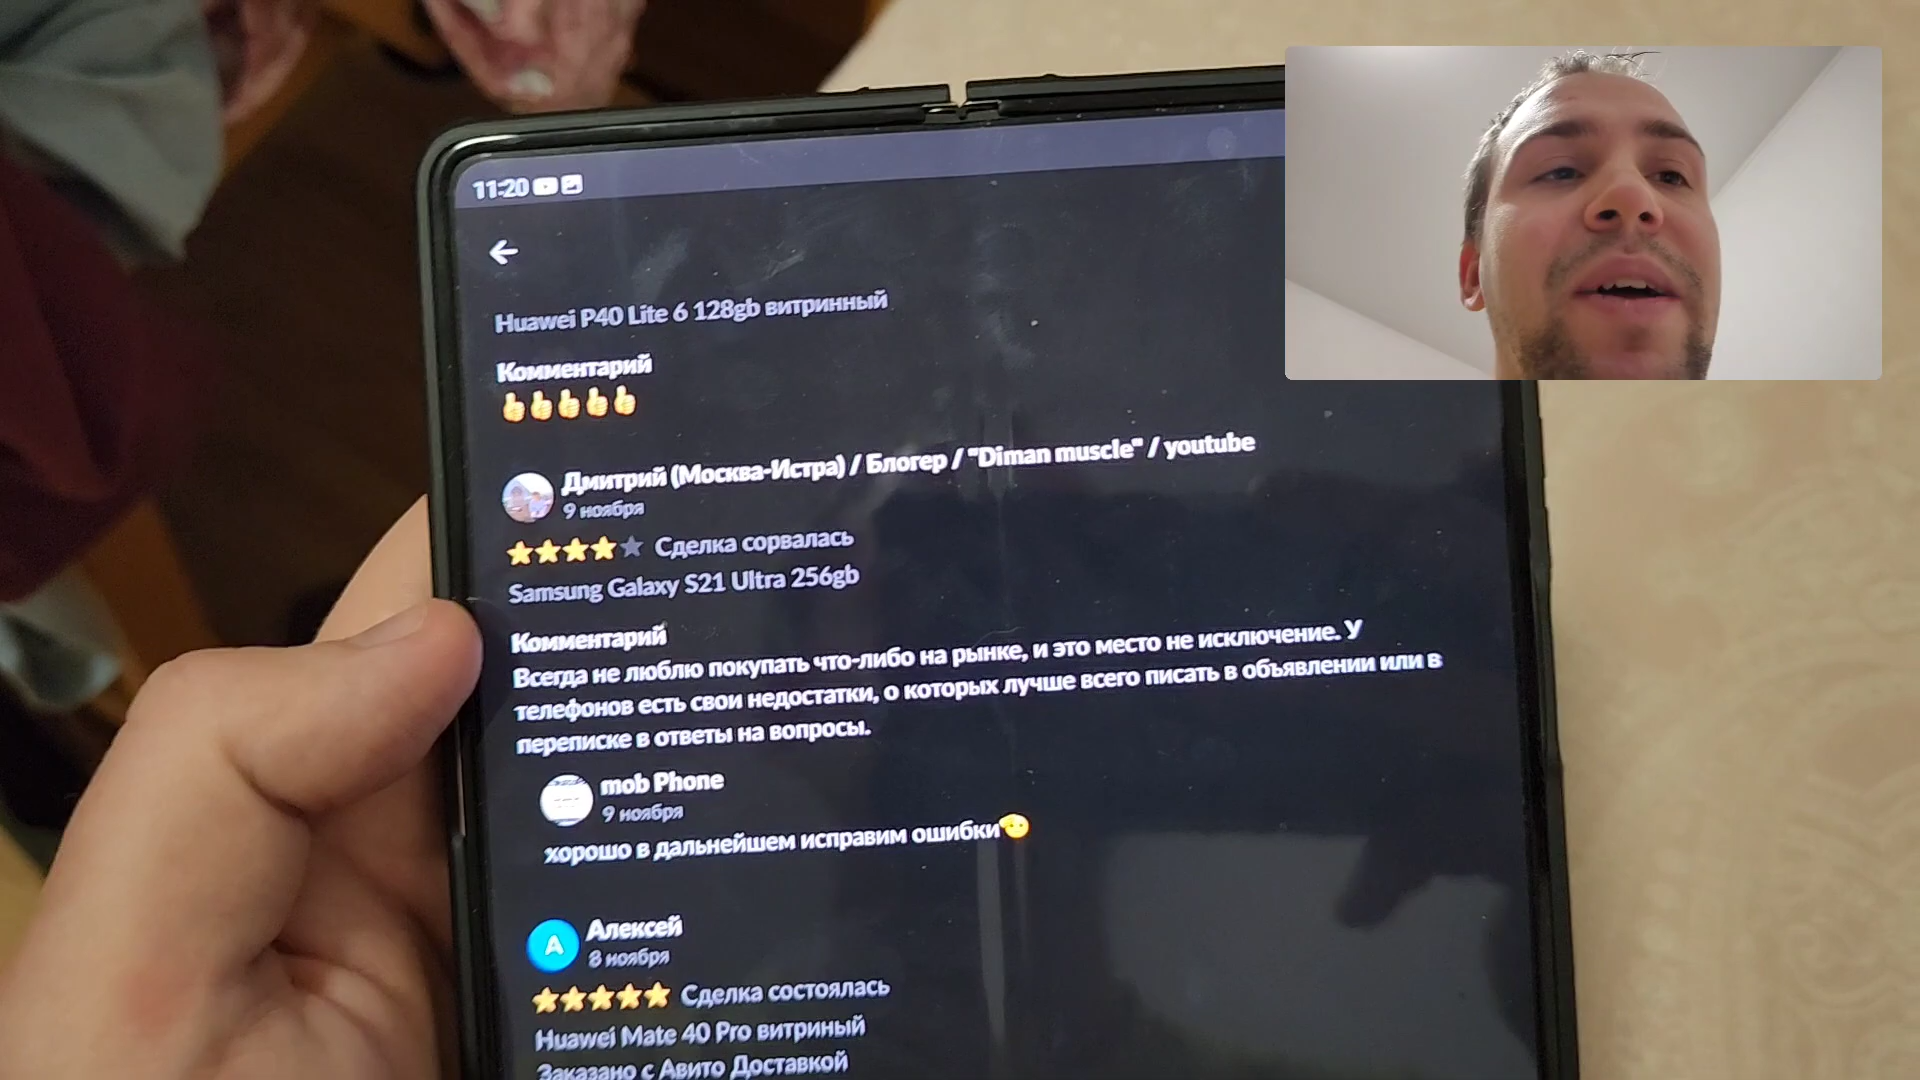 11:20
Huawei P40 Lite 6 128gb витринный
Комментарий
👍👍👍👍👍
Дмитрий (Москва-Истра) / Блогер / "Diman muscle" / youtube
9 ноября
Сделка сорвалась
Samsung Galaxy S21 Ultra 256gb
Комментарий
Всегда не люблю покупать что-либо на рынке, и это место не исключение. У
телефонов есть свои недостатки, о которых лучше всего писать в объявлении или в
переписке в ответы на вопросы.
mob Phone
9 ноября
хорошо в дальнейшем исправим ошибки🫡
А Алексей
8 ноября
Сделка состоялась
Huawei Mate 40 Pro витриный
Заказано с Авито Доставкой